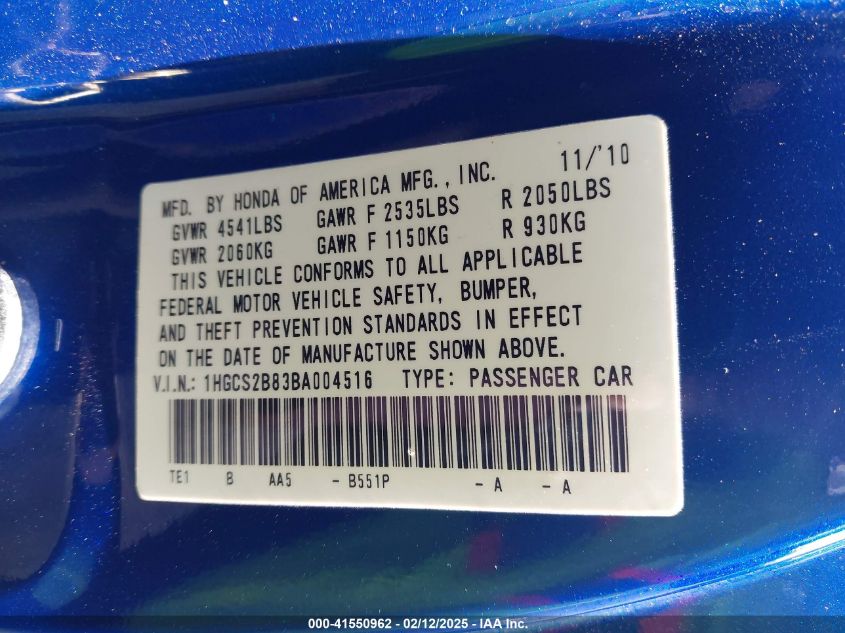 MFD. BY HONDA OF AMERICA MFG., INC. 11/'10
GVWR 4541LBS GAWR F 2535LBS R 2050LBS
GVWR 2060KG GAWR F 1150KG R 930KG
THIS VEHICLE CONFORMS TO ALL APPLICABLE
FEDERAL MOTOR VEHICLE SAFETY, BUMPER,
AND THEFT PREVENTION STANDARDS IN EFFECT
ON THE DATE OF MANUFACTURE SHOWN ABOVE.
V.I.N.: 1HGCS2B83BA004516 TYPE: PASSENGER CAR
TE1 B AA5 - B551P - A - A
000-41550962 - 02/12/2025 - IAA Inc.